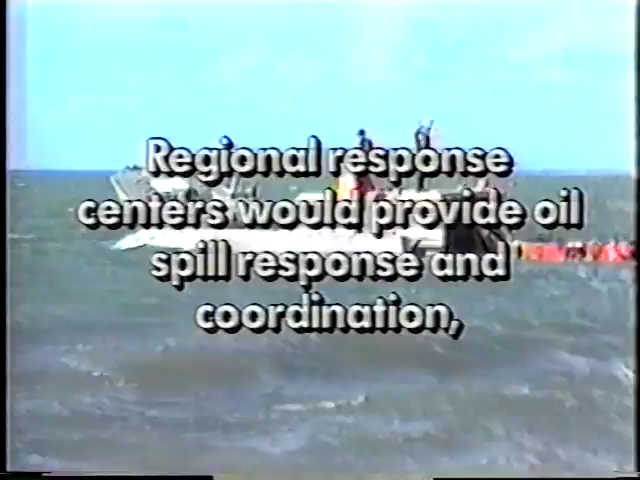 Regional response
centers would provide oil
spill response and
coordination,